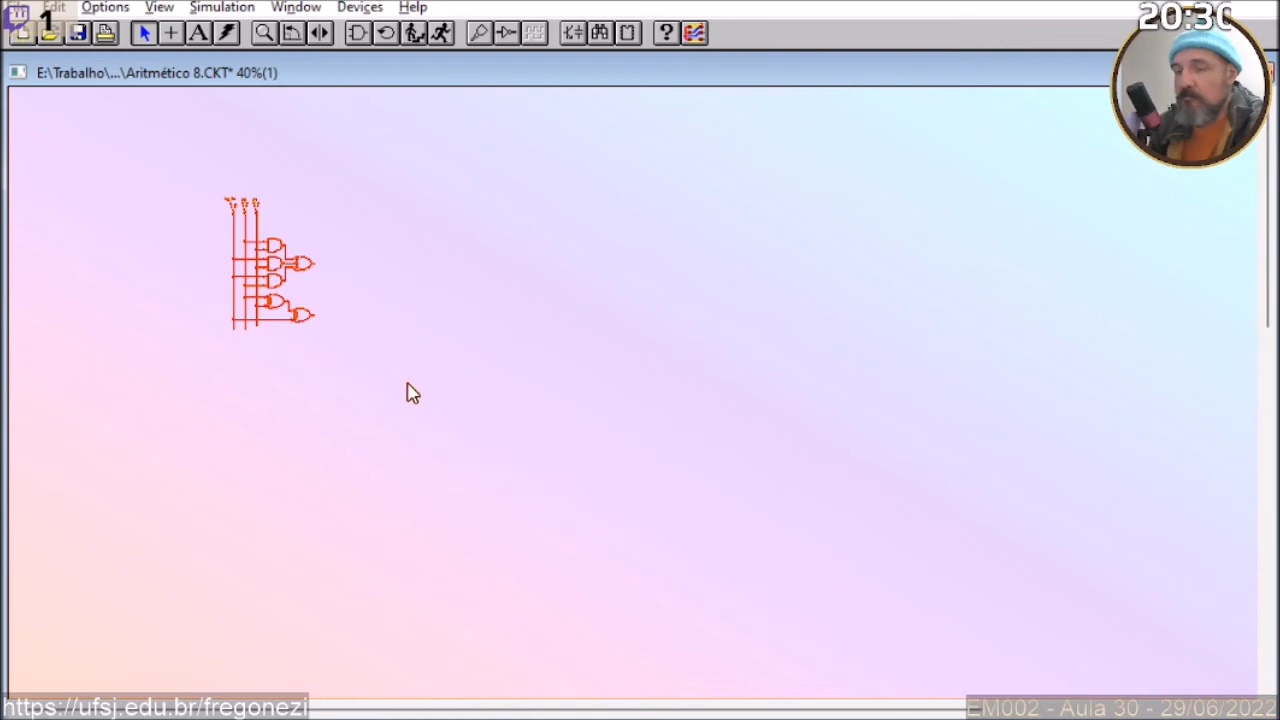 Edit Options View Simulation Window Devices Help
1
20:30
A
?
E:\Trabalho\...\Aritmético 8.CKT* 40%(1)
https://ufsj.edu.br/fregonezi
EM002 - Aula 30 - 29/06/2022